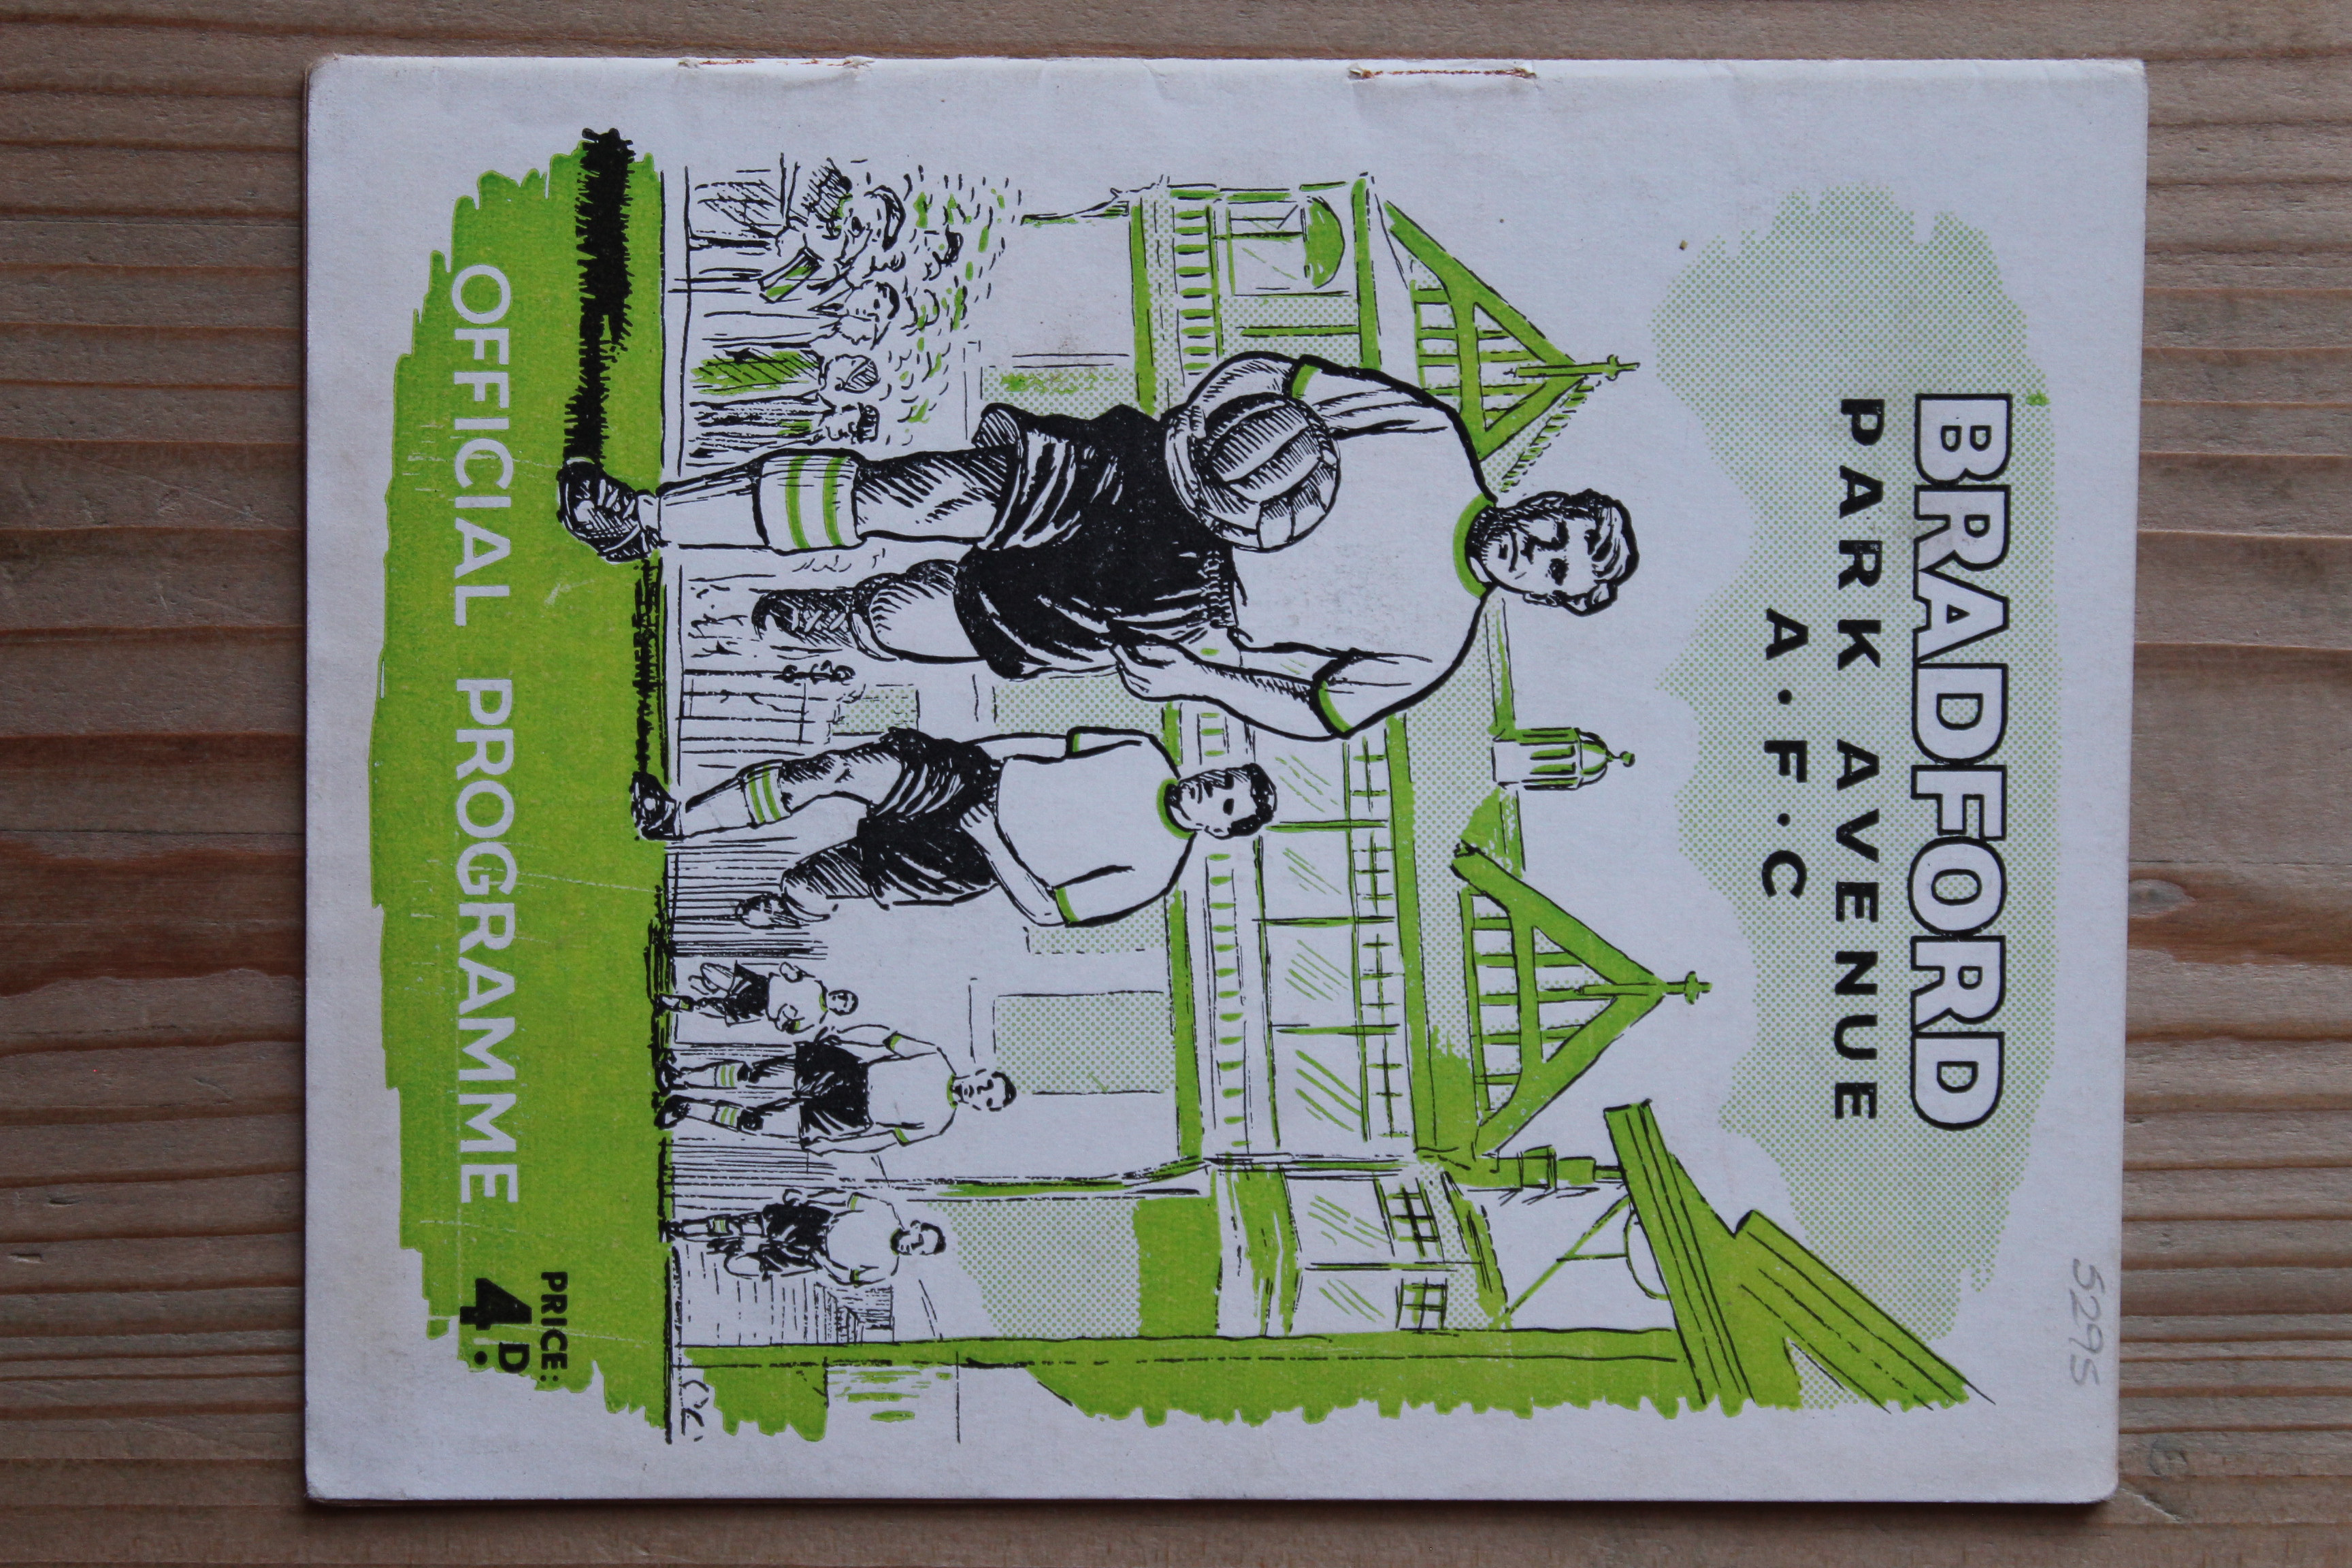 5295
BRADFORD
PARK AVENUE
A.F.C
PRICE:
4D.
OFFICIAL PROGRAMME